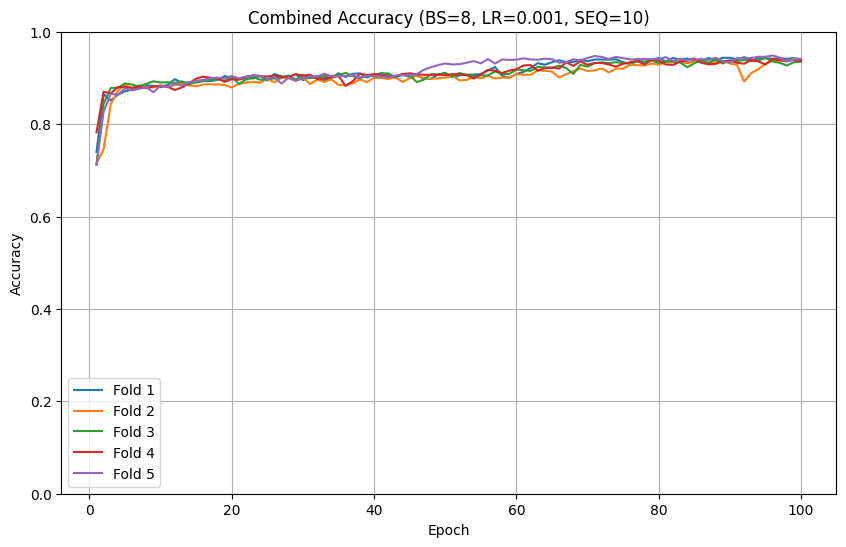 Combined Accuracy (BS=8, LR=0.001, SEQ=10)
1.0
0.8
0.6
0.4
0.2
0.0
Accuracy
Fold 1
Fold 2
Fold 3
Fold 4
Fold 5
0 20 40 60 80 100
Epoch